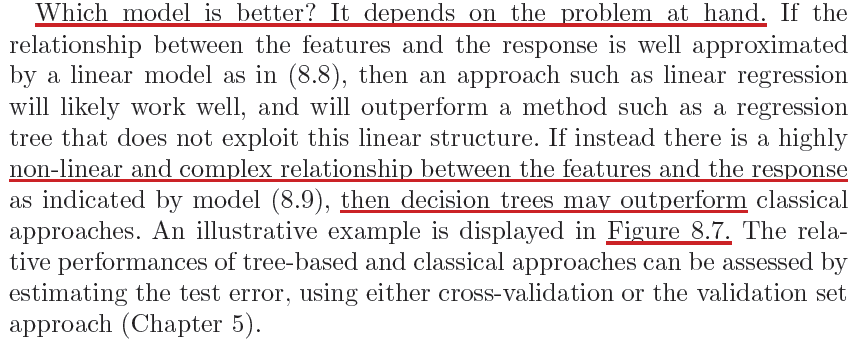 Which model is better? It depends on the problem at hand. If the
relationship between the features and the response is well approximated
by a linear model as in (8.8), then an approach such as linear regression
will likely work well, and will outperform a method such as a regression
tree that does not exploit this linear structure. If instead there is a highly
non-linear and complex relationship between the features and the response
as indicated by model (8.9), then decision trees may outperform classical
approaches. An illustrative example is displayed in Figure 8.7. The rela-
tive performances of tree-based and classical approaches can be assessed by
estimating the test error, using either cross-validation or the validation set
approach (Chapter 5).